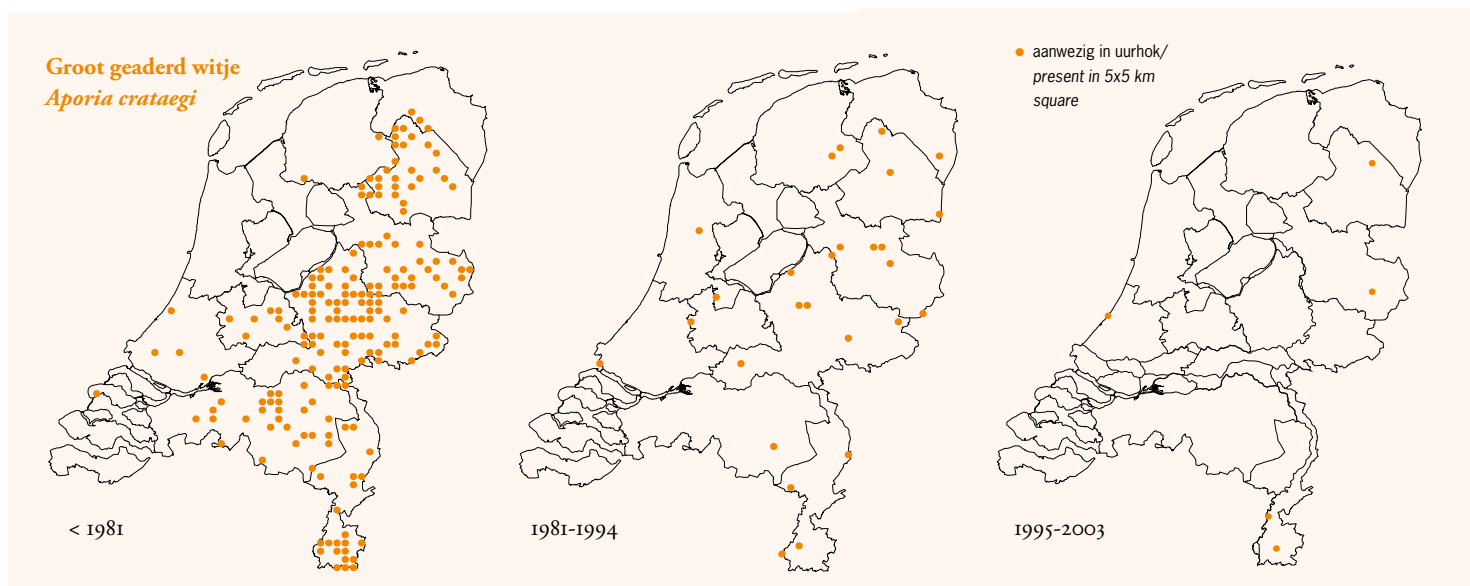 Groot geaderd witje
Aporia crataegi
aanwezig in uurhok/
present in 5x5 km
square
< 1981
1981-1994
1995-2003